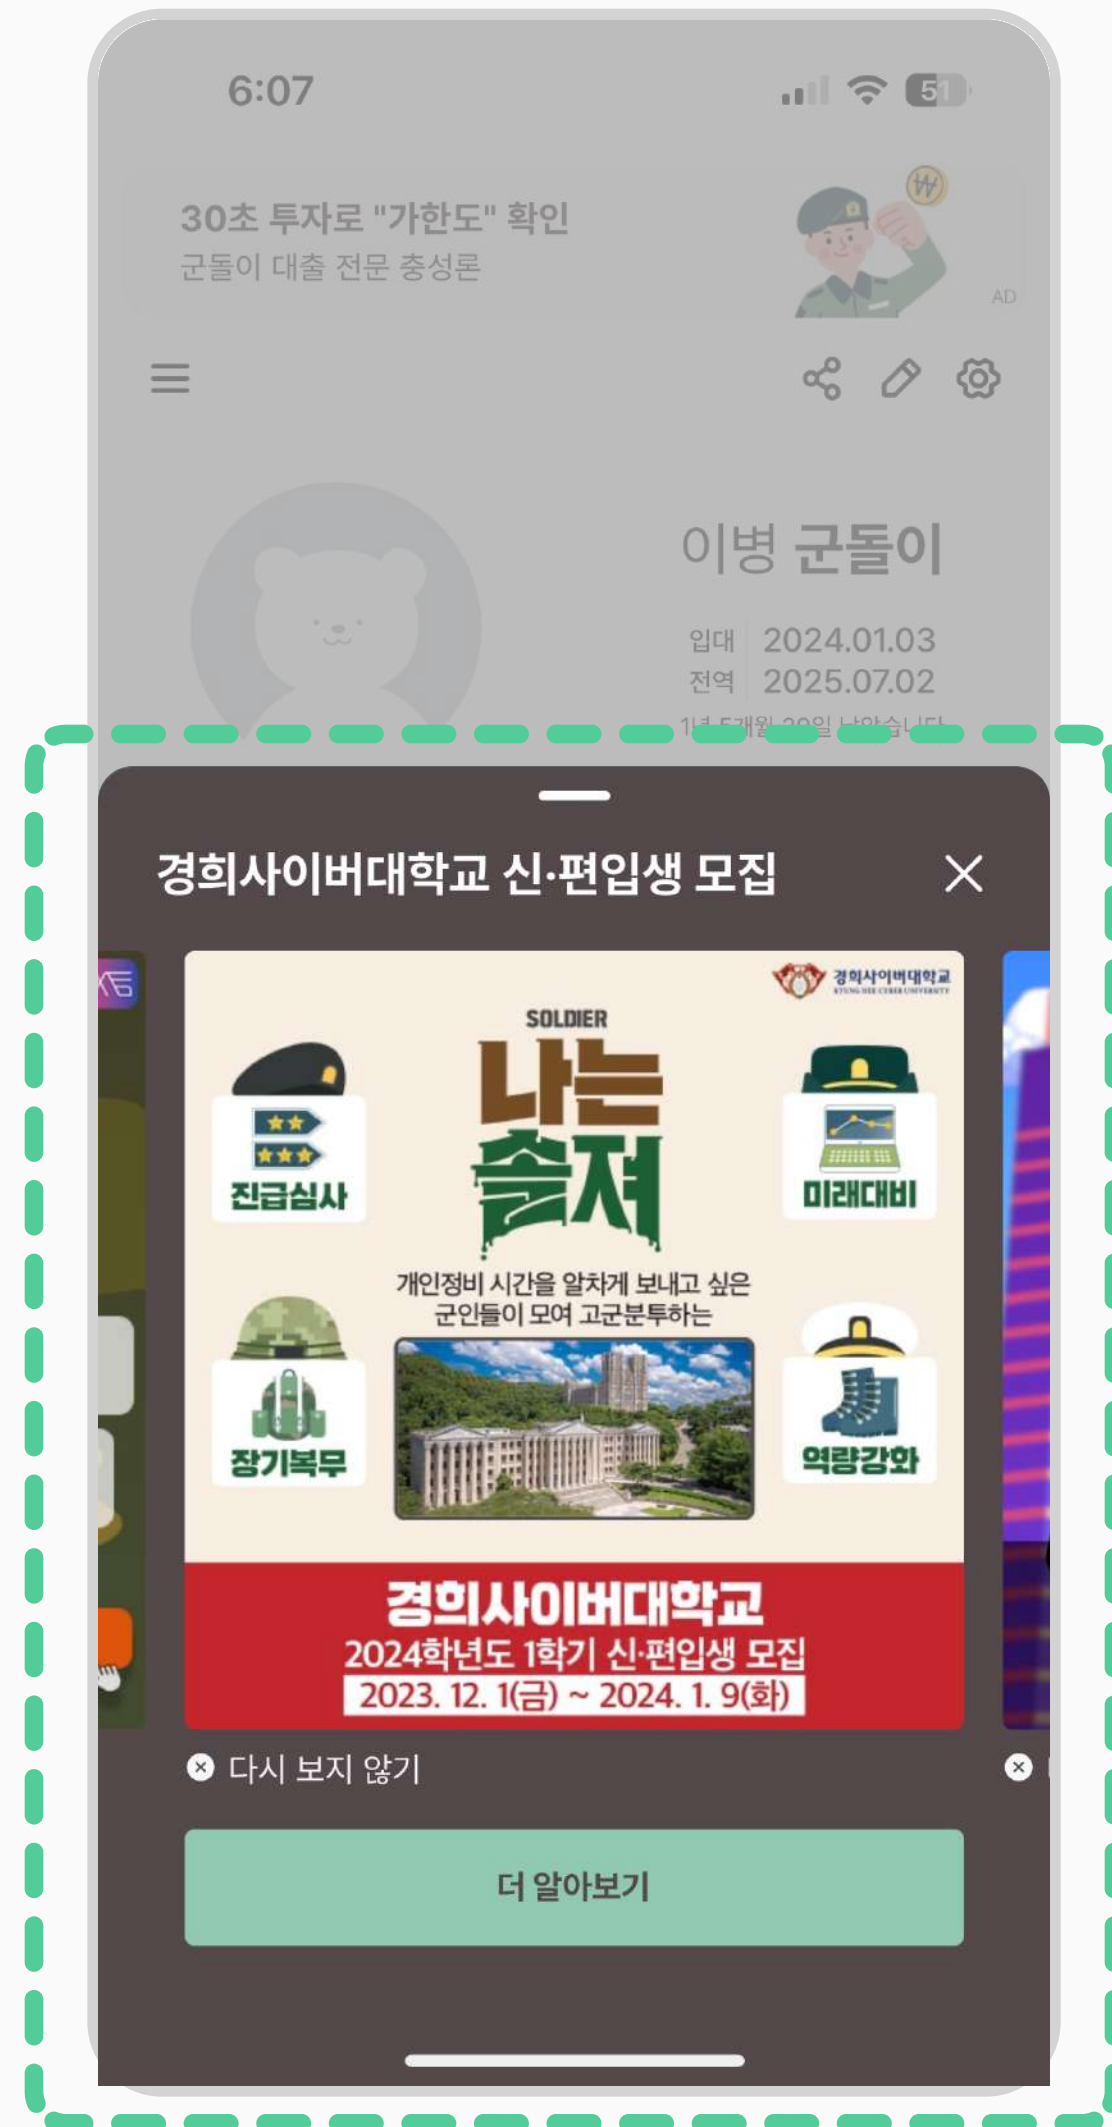 6:07
51
30초 투자로 "가한도" 확인
군돌이 대출 전문 충성론
AD
이병 군돌이
입대 2024.01.03
전역 2025.07.02
경희사이버대학교 신·편입생 모집
경희사이버대학교
KYUNG HEE CYBER UNIVERSITY
SOLDIER
나는
솔져
진급심사
미래대비
개인정비 시간을 알차게 보내고 싶은
군인들이 모여 고군분투하는
장기복무
역량강화
경희사이버대학교
2024학년도 1학기 신·편입생 모집
2023. 12. 1(금) ~ 2024. 1. 9(화)
다시 보지 않기
더 알아보기